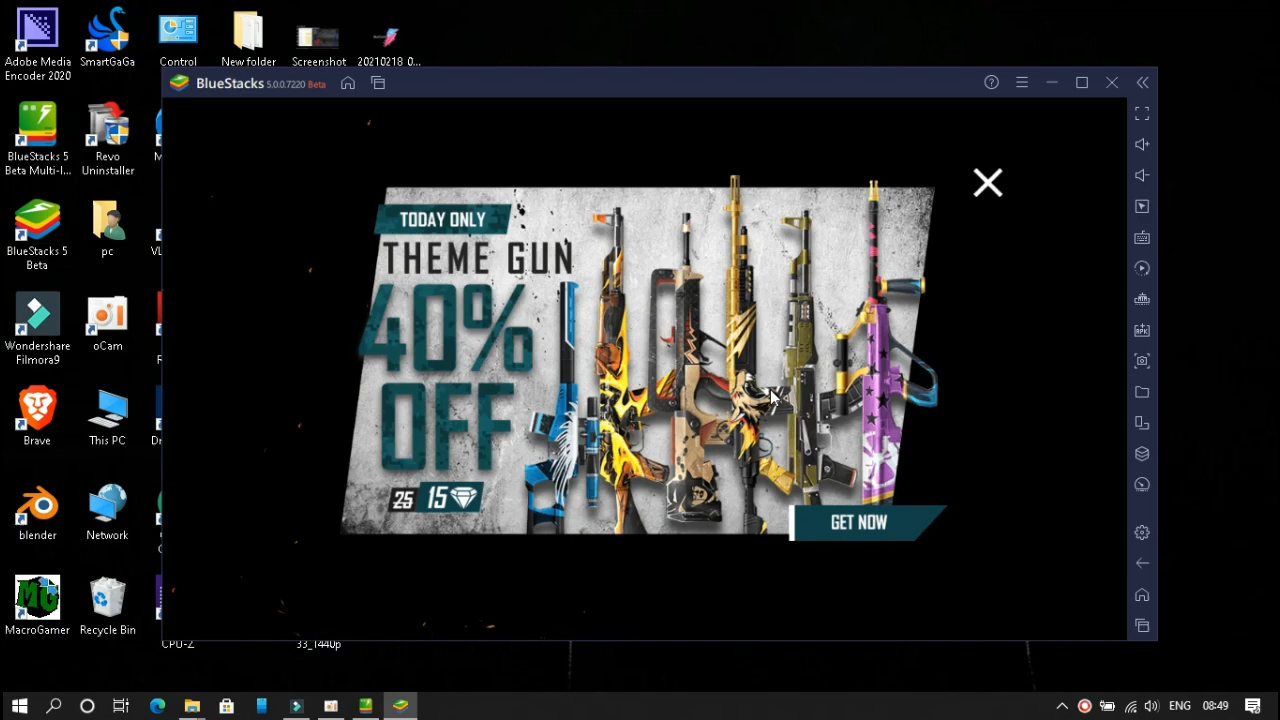 Adobe Media
Encoder 2020
SmartGaGa
Control
New folder
Screenshot
20210218_0...
BlueStacks 5.0.0.7220 Beta
BlueStacks 5
Beta Multi-I...
Revo
Uninstaller
BlueStacks 5
Beta
pc
Wondershare
Filmora9
oCam
Brave
This PC
blender
Network
MacroGamer
Recycle Bin
CPU-Z
33_1440p
TODAY ONLY
THEME GUN
40%
OFF
25 15
GET NOW
ENG
08:49